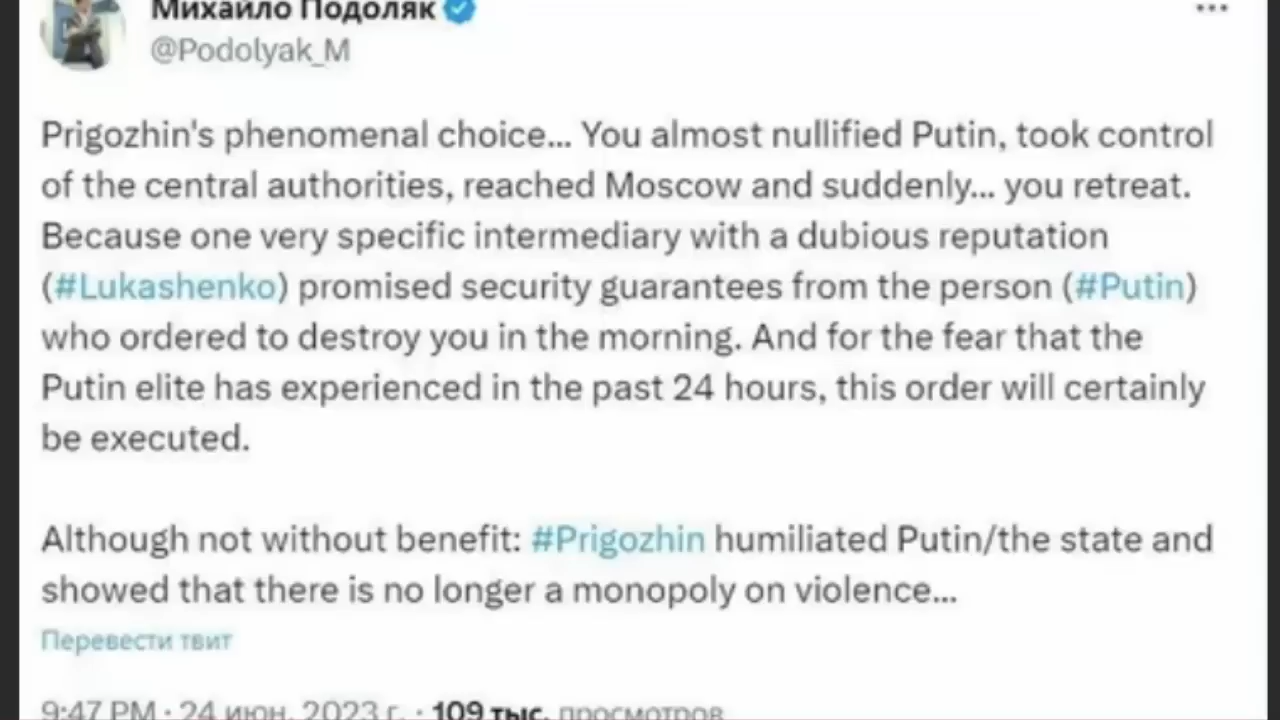 Михайло Подоляк
@Podolyak_M
Prigozhin's phenomenal choice... You almost nullified Putin, took control
of the central authorities, reached Moscow and suddenly... you retreat.
Because one very specific intermediary with a dubious reputation
(#Lukashenko) promised security guarantees from the person (#Putin)
who ordered to destroy you in the morning. And for the fear that the
Putin elite has experienced in the past 24 hours, this order will certainly
be executed.
Although not without benefit: #Prigozhin humiliated Putin/the state and
showed that there is no longer a monopoly on violence...
Перевести твит
9:47 PM · 24 июн. 2023 г. · 109 тыс. просмотров